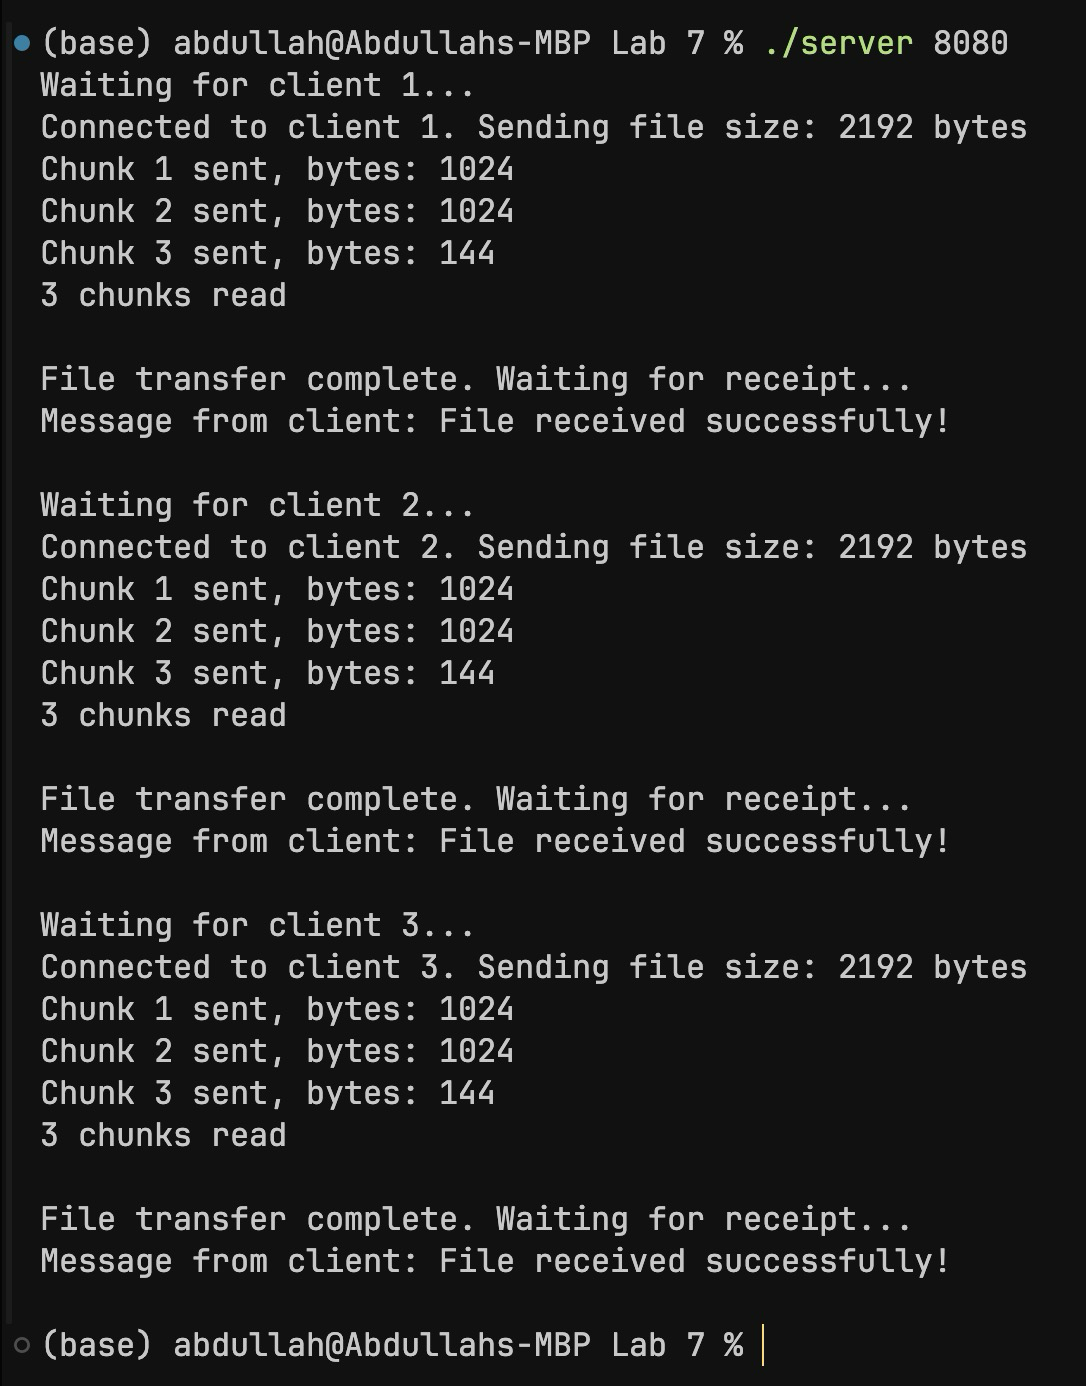 (base) abdullah@Abdullahs-MBP Lab 7 % ./server 8080
Waiting for client 1...
Connected to client 1. Sending file size: 2192 bytes
Chunk 1 sent, bytes: 1024
Chunk 2 sent, bytes: 1024
Chunk 3 sent, bytes: 144
3 chunks read

File transfer complete. Waiting for receipt...
Message from client: File received successfully!

Waiting for client 2...
Connected to client 2. Sending file size: 2192 bytes
Chunk 1 sent, bytes: 1024
Chunk 2 sent, bytes: 1024
Chunk 3 sent, bytes: 144
3 chunks read

File transfer complete. Waiting for receipt...
Message from client: File received successfully!

Waiting for client 3...
Connected to client 3. Sending file size: 2192 bytes
Chunk 1 sent, bytes: 1024
Chunk 2 sent, bytes: 1024
Chunk 3 sent, bytes: 144
3 chunks read

File transfer complete. Waiting for receipt...
Message from client: File received successfully!

(base) abdullah@Abdullahs-MBP Lab 7 %